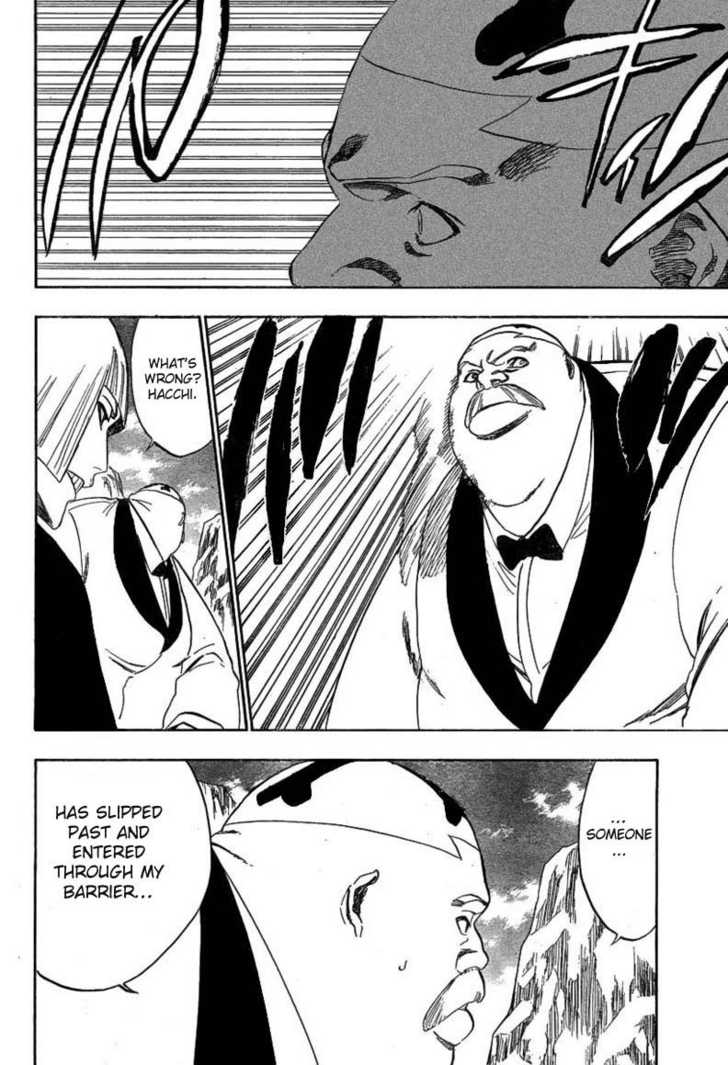 WHAT'S
WRONG?
HACCHI.
...
SOMEONE
...
HAS SLIPPED
PAST AND
ENTERED
THROUGH MY
BARRIER...